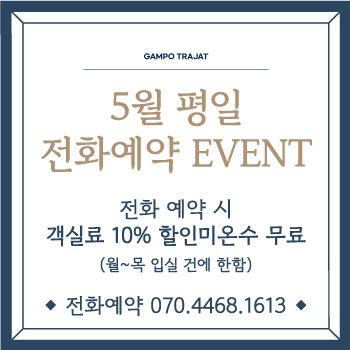 GAMPO TRAJAT
5월 평일
전화예약 EVENT
전화 예약 시
객실료 10% 할인미온수 무료
(월~목 입실 건에 한함)
◆ 전화예약 070.4468.1613 ◆